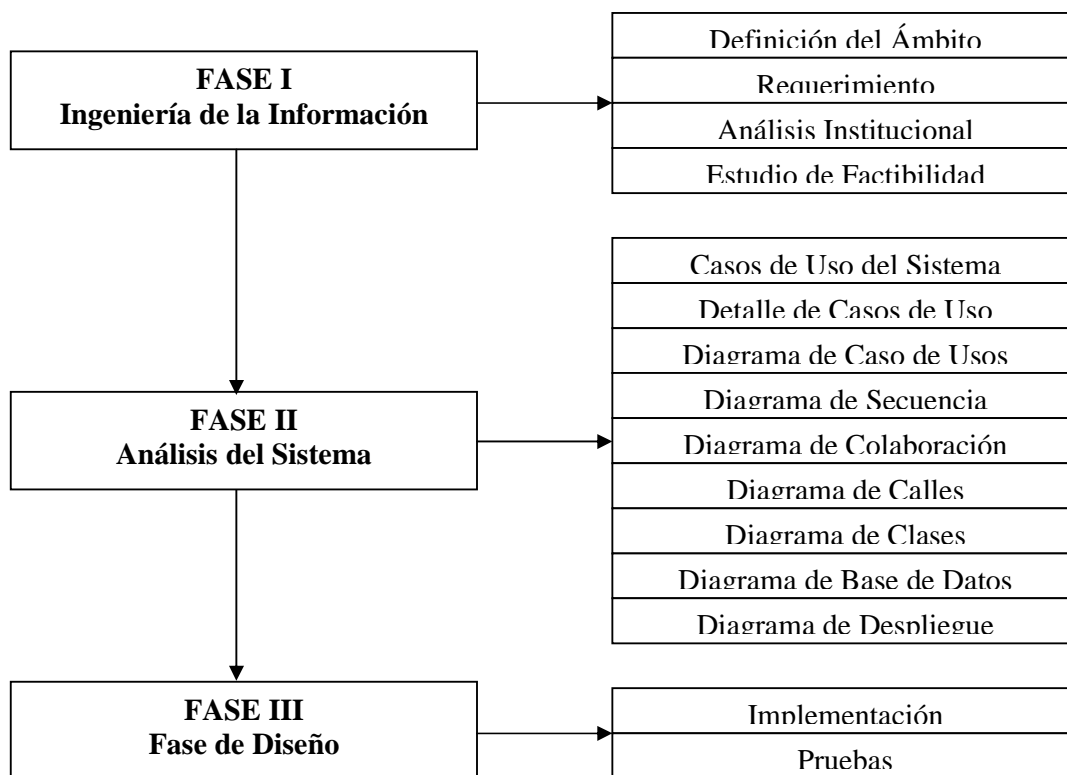 FASE I
Ingeniería de la Información
Definición del Ámbito
Requerimiento
Análisis Institucional
Estudio de Factibilidad
FASE II
Análisis del Sistema
Casos de Uso del Sistema
Detalle de Casos de Uso
Diagrama de Caso de Usos
Diagrama de Secuencia
Diagrama de Colaboración
Diagrama de Calles
Diagrama de Clases
Diagrama de Base de Datos
Diagrama de Despliegue
FASE III
Fase de Diseño
Implementación
Pruebas